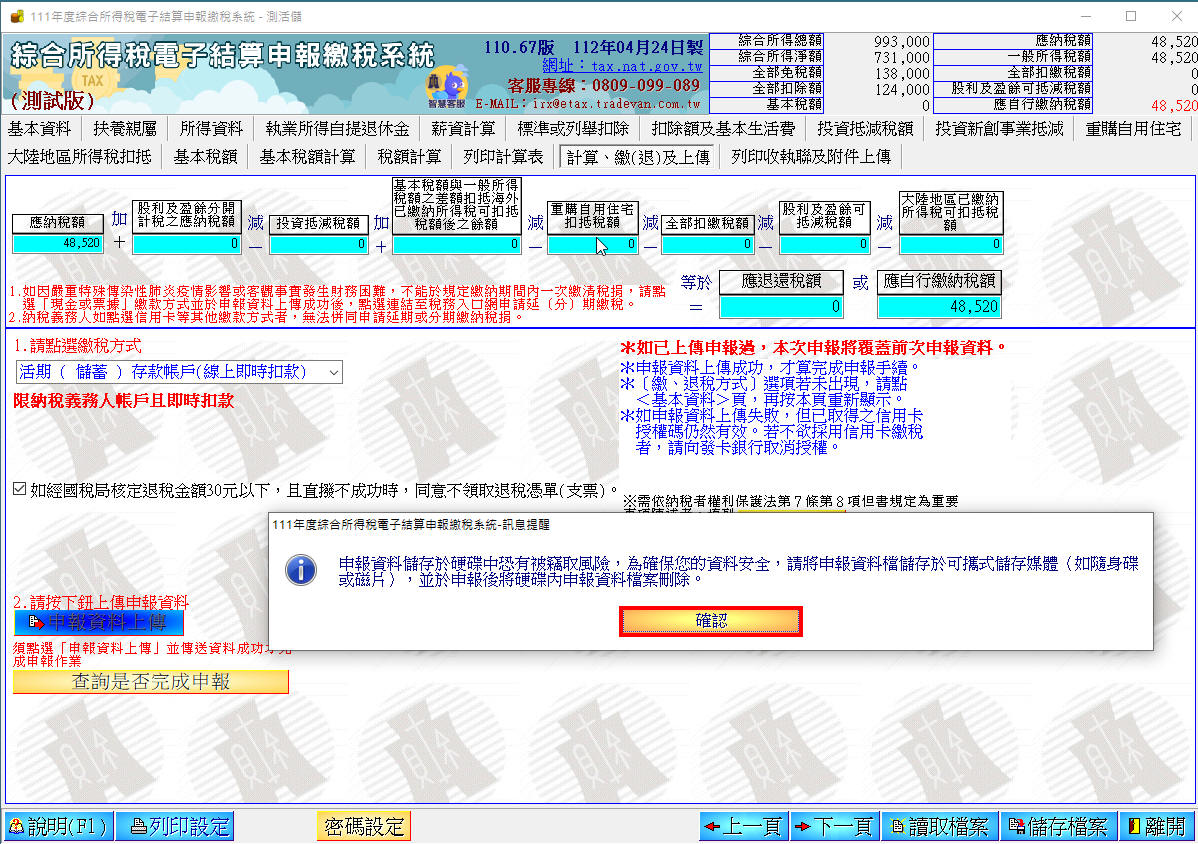 111年度綜合所得稅電子結算申報繳稅系統 - 測活儲
綜合所得稅電子結算申報繳稅系統
TAX
(測試版)
110.67版 112年04月24日製
網址：tax.nat.gov.tw
客服專線：0809-099-089
E-MAIL：irx@etax.tradevan.com.tw
智慧客服
綜合所得總額 993,000 應納稅額 48,520
綜合所得淨額 731,000 一般所得稅額 48,520
全部免稅額 138,000 全部扣繳稅額 0
全部扣除額 124,000 股利及盈餘可抵減稅額 0
基本稅額 0 應自行繳納稅額 48,520
基本資料 扶養親屬 所得資料 執業所得自提退休金 薪資計算 標準或列舉扣除 扣除額及基本生活費 投資抵減稅額 投資新創事業抵減 重購自用住宅
大陸地區所得稅扣抵 基本稅額 基本稅額計算 稅額計算 列印計算表 計算、繳(退)及上傳 列印收執聯及附件上傳
應納稅額
48,520
加
＋
股利及盈餘分開
計稅之應納稅額
0
減
－
投資抵減稅額
0
加
＋
基本稅額與一般所得
稅額之差額扣抵海外
已繳納所得稅可扣抵
稅額後之餘額
0
減
－
重購自用住宅
扣抵稅額
0
減
－
全部扣繳稅額
0
減
－
股利及盈餘可
抵減稅額
0
減
－
大陸地區已繳納
所得稅可扣抵稅
額
0
等於
＝
應退還稅額
0
或
應自行繳納稅額
48,520
1.如因嚴重特殊傳染性肺炎疫情影響或客觀事實發生財務困難，不能於規定繳納期間內一次繳清稅捐，請點
選「現金或票據」繳款方式並於申報資料上傳成功後，點選連結至稅務入口網申請延（分）期繳稅。
2.納稅義務人如點選信用卡等其他繳款方式者，無法併同申請延期或分期繳納稅捐。
1.請點選繳稅方式
活期（ 儲蓄 ）存款帳戶(線上即時扣款)
限納稅義務人帳戶且即時扣款
＊如已上傳申報過，本次申報將覆蓋前次申報資料。
＊申報資料上傳成功，才算完成申報手續。
＊〔繳、退稅方式〕選項若未出現，請點
＜基本資料＞頁，再按本頁重新顯示。
＊如申報資料上傳失敗，但已取得之信用卡
授權碼仍然有效。若不欲採用信用卡繳稅
者，請向發卡銀行取消授權。
如經國稅局核定退稅金額30元以下，且直撥不成功時，同意不領取退稅憑單(支票)。
※需依納稅者權利保護法第７條第８項但書規定為重要
111年度綜合所得稅電子結算申報繳稅系統-訊息提醒
申報資料儲存於硬碟中恐有被竊取風險，為確保您的資料安全，請將申報資料檔儲存於可攜式儲存媒體（如隨身碟
或磁片），並於申報後將硬碟內申報資料檔案刪除。
確認
2.請按下鈕上傳申報資料
申報資料上傳
須點選「申報資料上傳」並傳送資料成功才完
成申報作業
查詢是否完成申報
說明(F1) 列印設定 密碼設定 上一頁 下一頁 讀取檔案 儲存檔案 離開